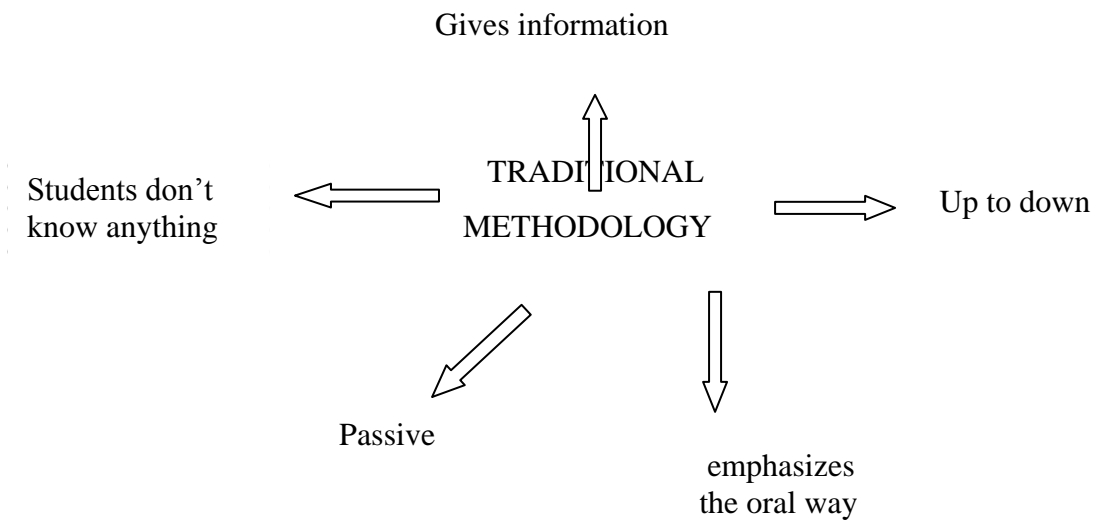 Gives information
TRADITIONAL
METHODOLOGY
Students don’t
know anything
Up to down
Passive
emphasizes
the oral way